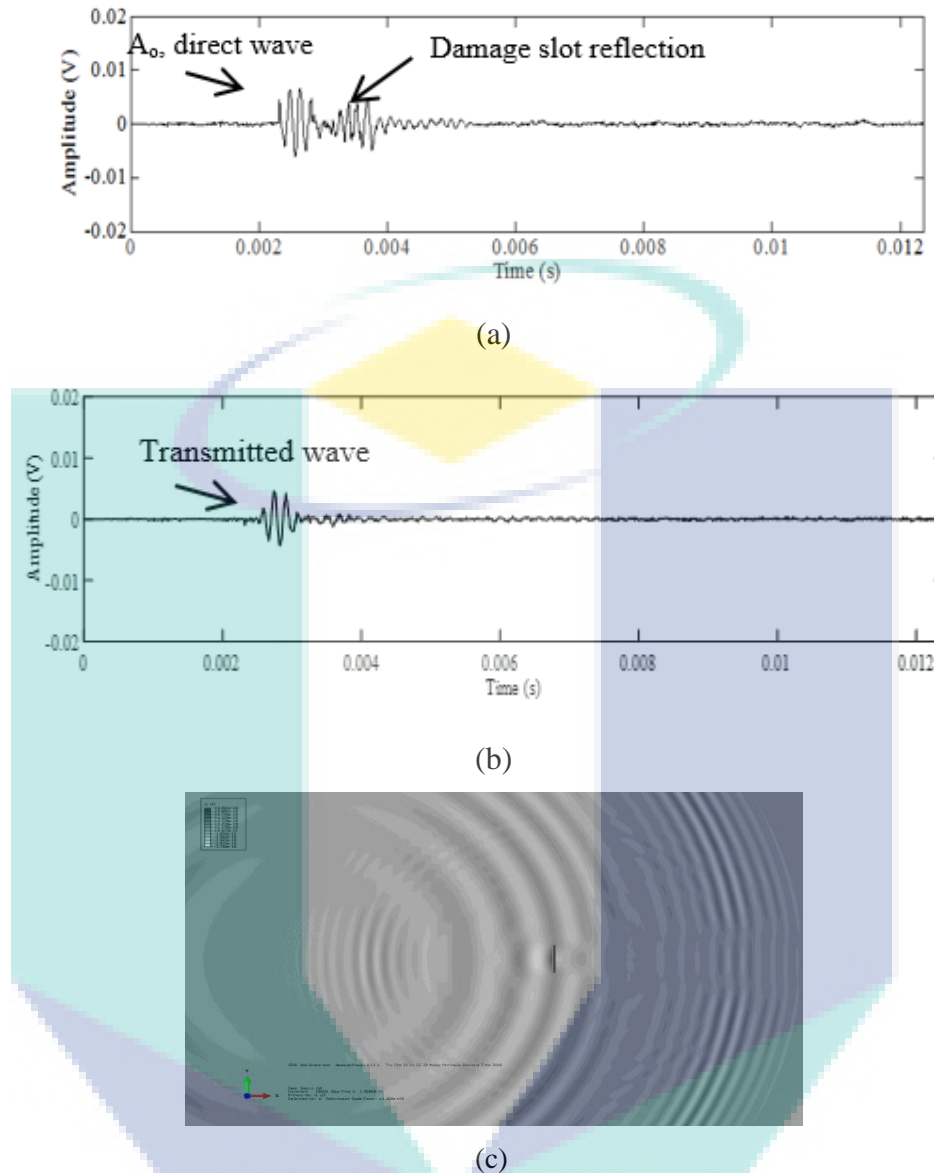 0.02
A₀, direct wave
Damage slot reflection
0.01
Amplitude (V)
0
-0.01
-0.02
0 0.002 0.004 0.006 0.008 0.01 0.012
Time (s)
(a)
0.02
Transmitted wave
0.01
Amplitude (V)
0
-0.01
-0.02
0 0.002 0.004 0.006 0.008 0.01 0.012
Time (s)
(b)
(c)